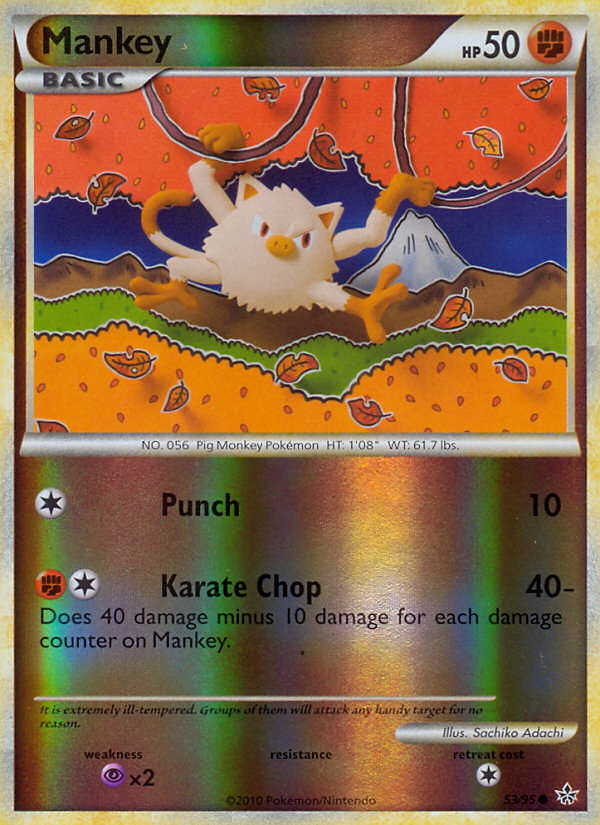 Mankey HP 50
BASIC
NO. 056 Pig Monkey Pokémon HT: 1'08" WT: 61.7 lbs.
Punch 10
Karate Chop 40-
Does 40 damage minus 10 damage for each damage
counter on Mankey.
It is extremely ill-tempered. Groups of them will attack any handy target for no
reason.
Illus. Sachiko Adachi
weakness resistance retreat cost
×2
©2010 Pokémon/Nintendo 53/95